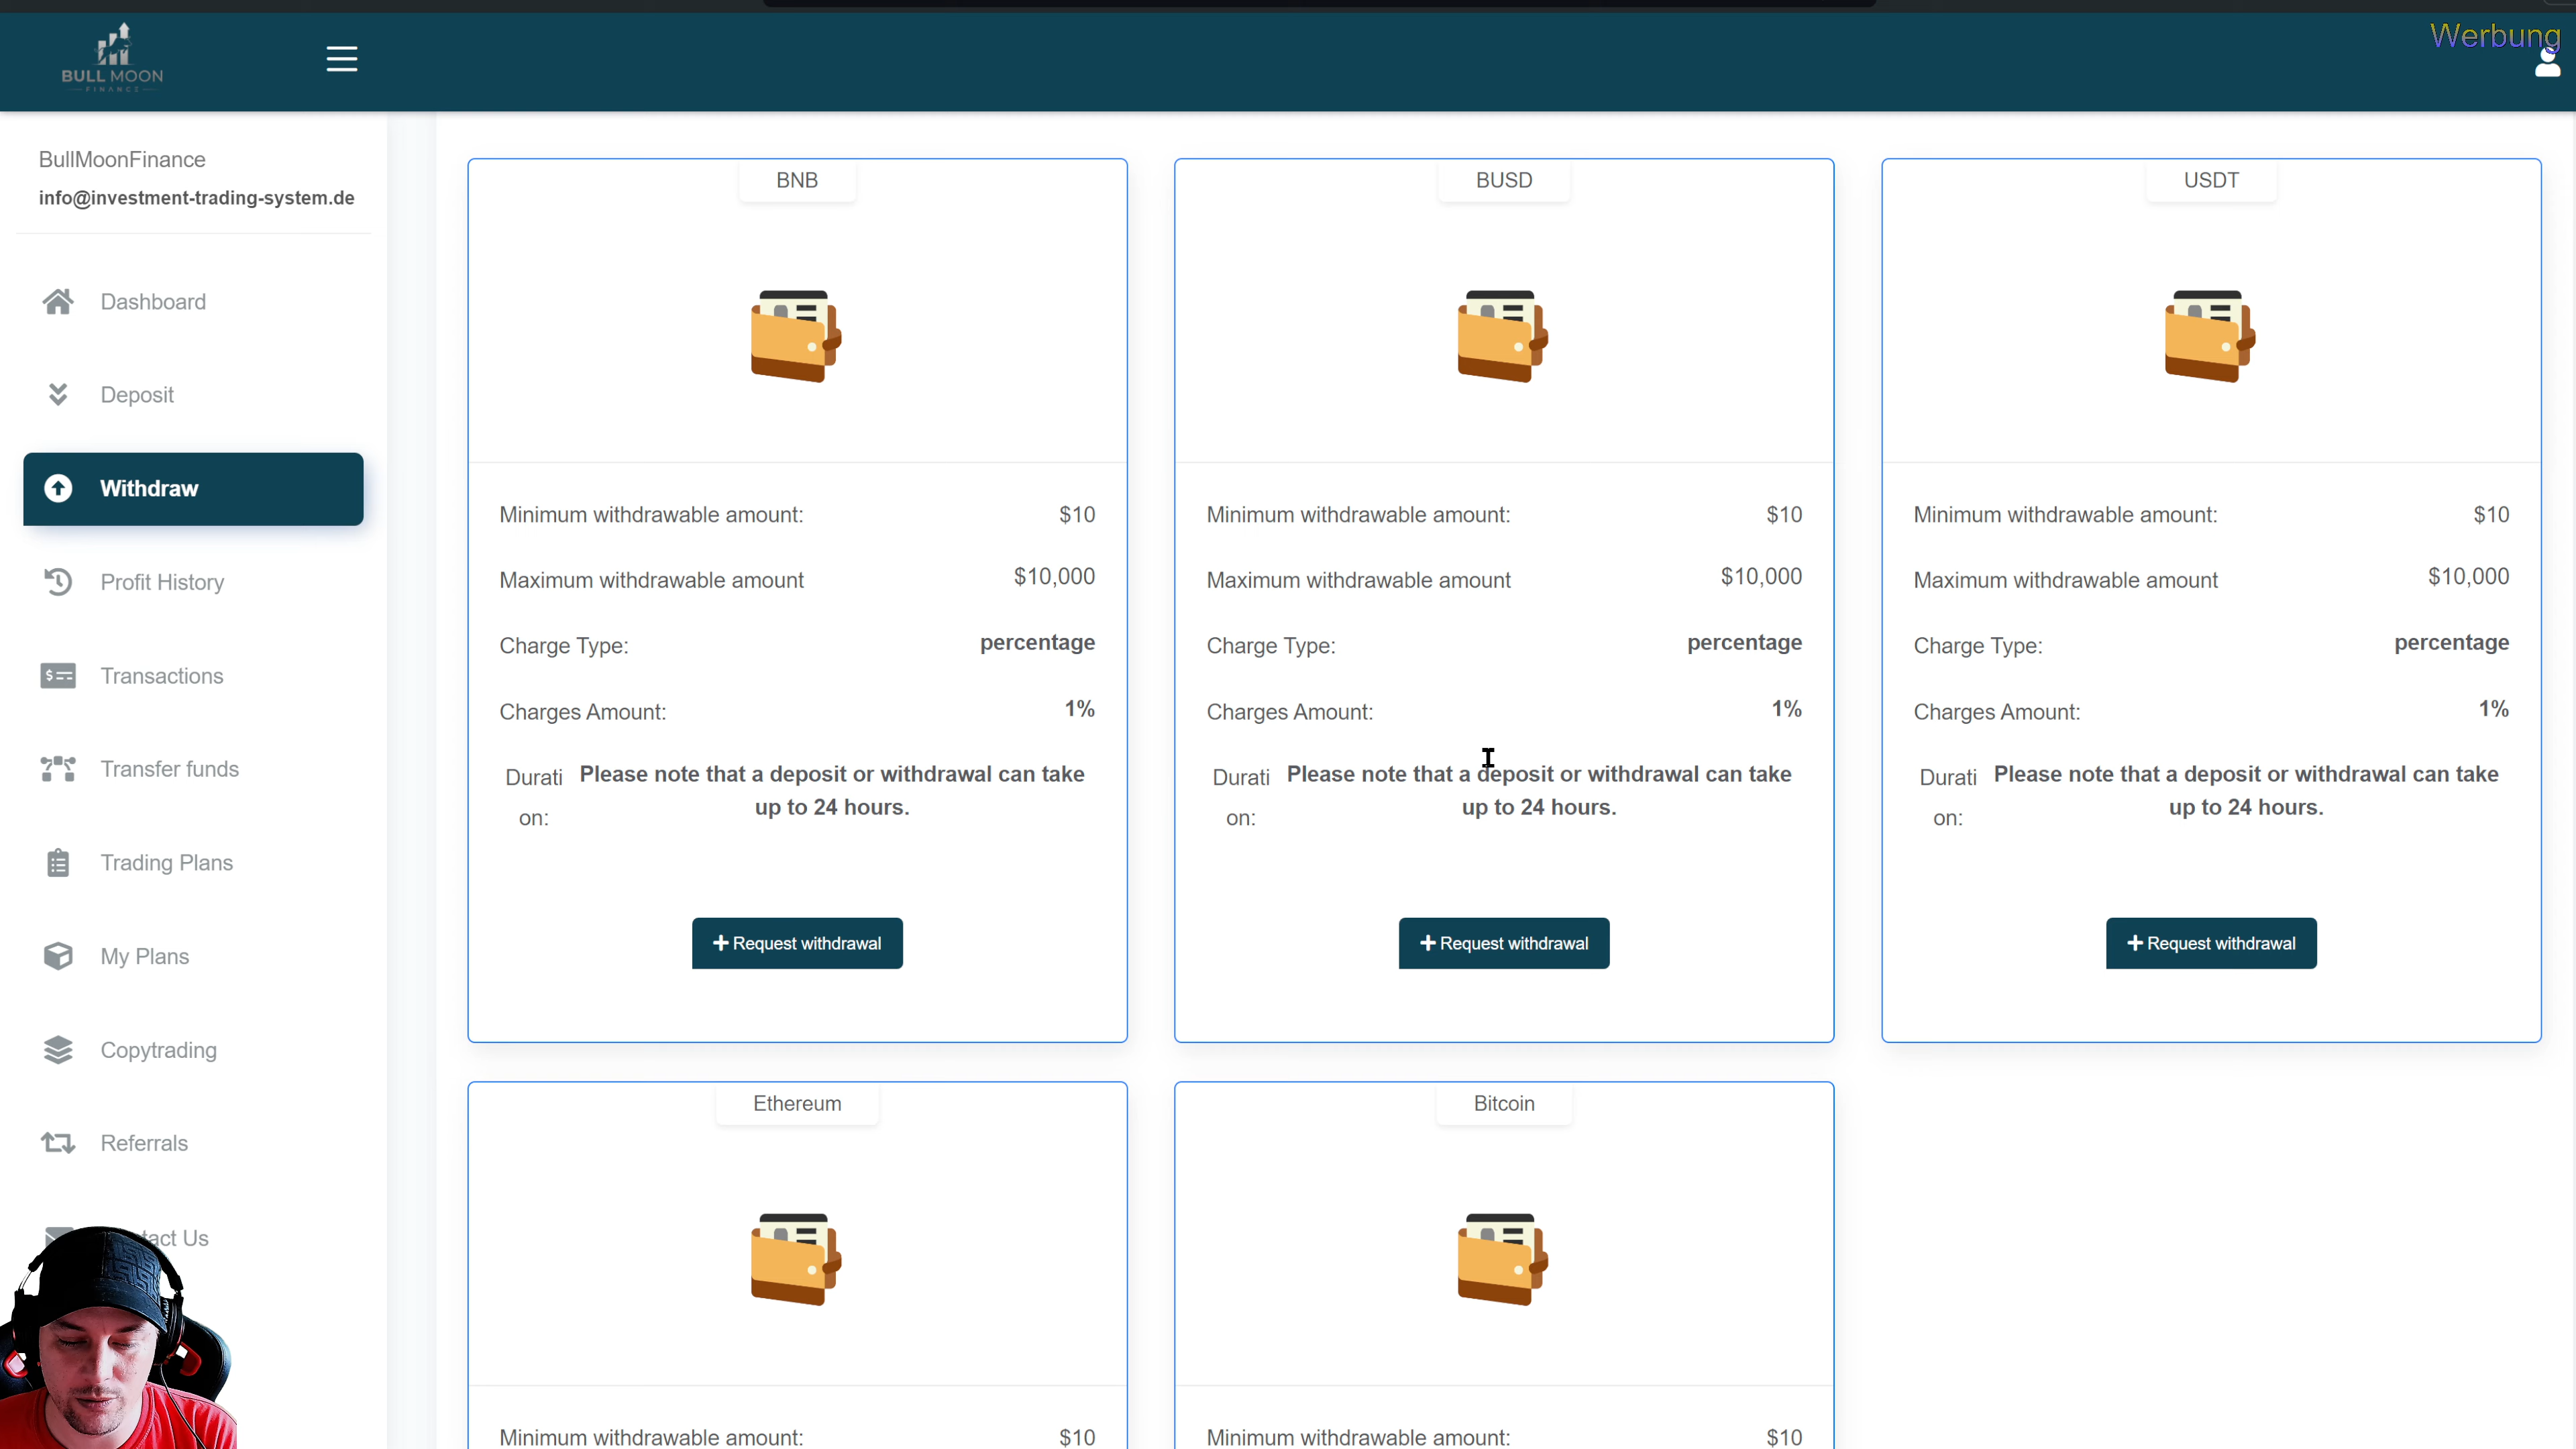 Werbung
BULL MOON
FINANCE
BullMoonFinance
info@investment-trading-system.de
Dashboard
Deposit
Withdraw
Profit History
Transactions
Transfer funds
Trading Plans
My Plans
Copytrading
Referrals
tact Us
BNB
Minimum withdrawable amount: $10
Maximum withdrawable amount $10,000
Charge Type: percentage
Charges Amount: 1%
Durati
on:
Please note that a deposit or withdrawal can take
up to 24 hours.
Request withdrawal
BUSD
Minimum withdrawable amount: $10
Maximum withdrawable amount $10,000
Charge Type: percentage
Charges Amount: 1%
Durati
on:
Please note that a deposit or withdrawal can take
up to 24 hours.
Request withdrawal
USDT
Minimum withdrawable amount: $10
Maximum withdrawable amount $10,000
Charge Type: percentage
Charges Amount: 1%
Durati
on:
Please note that a deposit or withdrawal can take
up to 24 hours.
Request withdrawal
Ethereum
Minimum withdrawable amount: $10
Bitcoin
Minimum withdrawable amount: $10